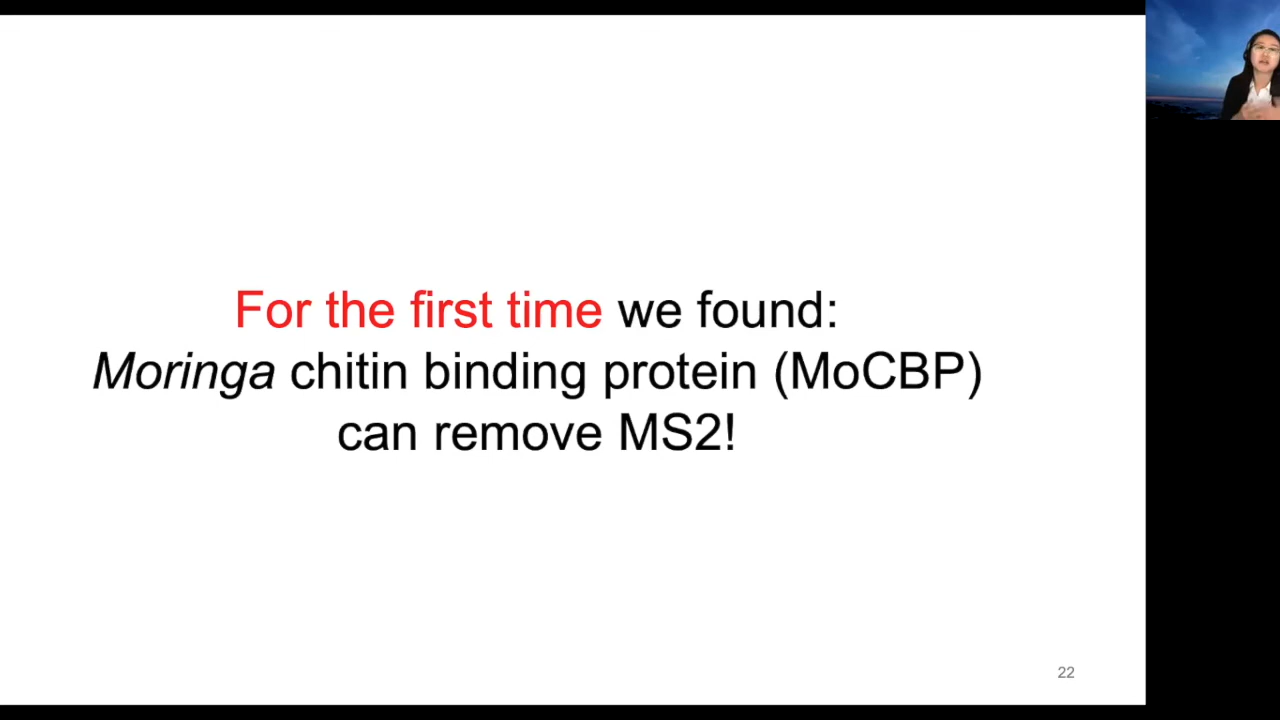 For the first time we found:
Moringa chitin binding protein (MoCBP)
can remove MS2!
22